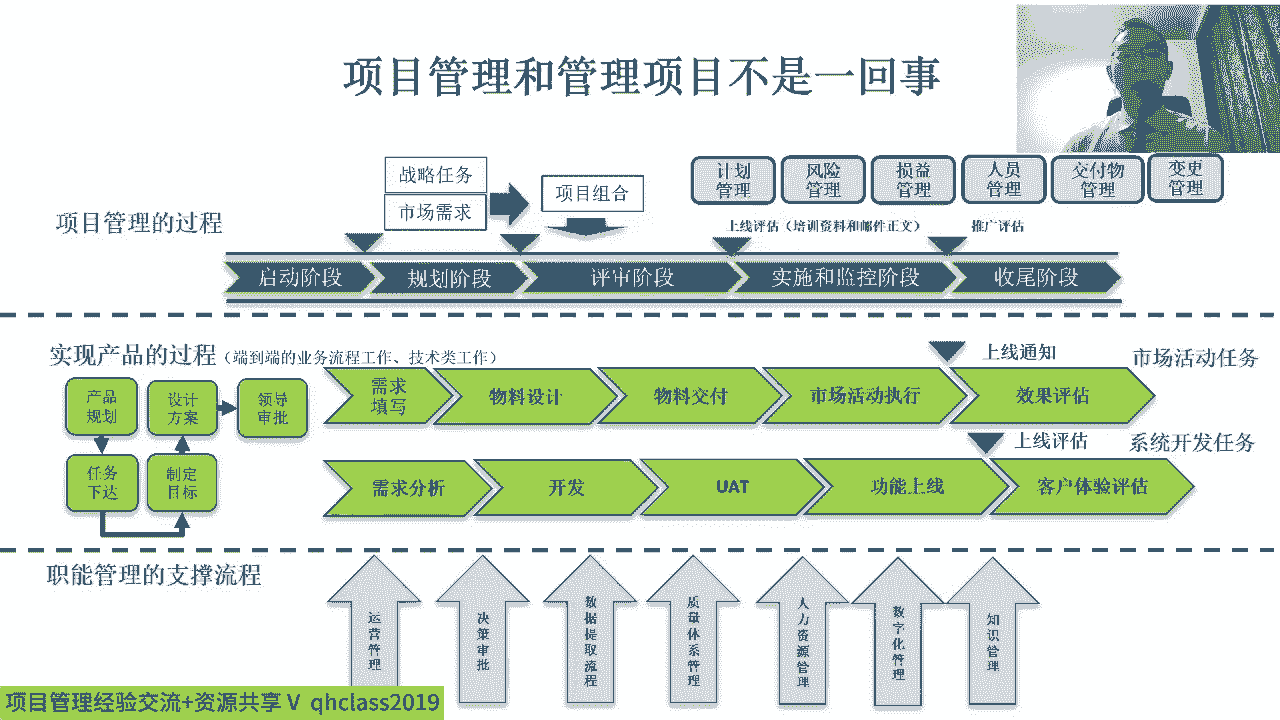 项目管理和管理项目不是一回事
战略任务
市场需求
项目组合
计划
管理
风险
管理
损益
管理
人员
管理
交付物
管理
变更
管理
项目管理的过程
上线评估（培训资料和邮件正文）
推广评估
启动阶段
规划阶段
评审阶段
实施和监控阶段
收尾阶段
实现产品的过程（端到端的业务流程工作、技术类工作）
上线通知
市场活动任务
产品
规划
设计
方案
领导
审批
任务
下达
制定
目标
需求
填写
物料设计
物料交付
市场活动执行
效果评估
上线评估
系统开发任务
需求分析
开发
UAT
功能上线
客户体验评估
职能管理的支撑流程
运营管理
决策审批
数据提取流程
质量体系管理
人力资源管理
数字化管理
知识管理
项目管理经验交流+资源共享 V qhclass2019